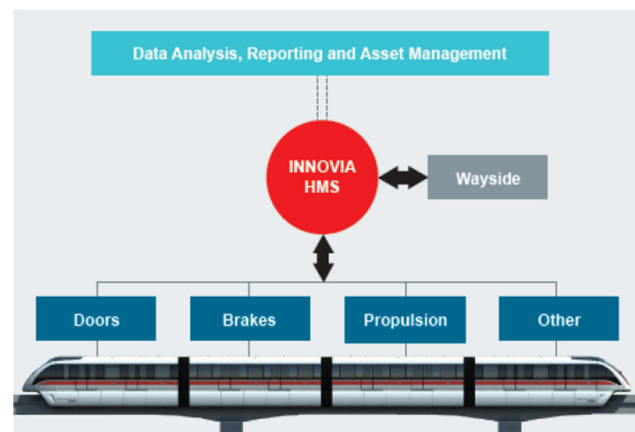 Data Analysis, Reporting and Asset Management
INNOVIA
HMS
Wayside
Doors
Brakes
Propulsion
Other